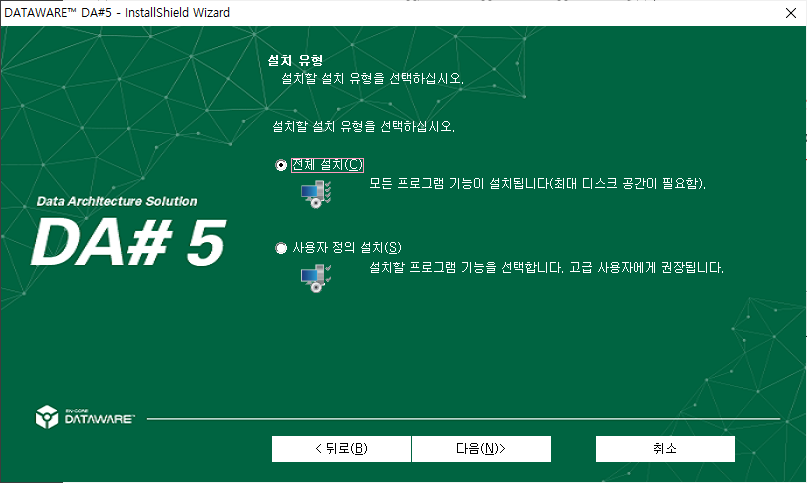 DATAWARE™ DA#5 - InstallShield Wizard
설치 유형
설치할 설치 유형을 선택하십시오.
설치할 설치 유형을 선택하십시오.
전체 설치(C)
모든 프로그램 기능이 설치됩니다(최대 디스크 공간이 필요함).
Data Architecture Solution
DA# 5
사용자 정의 설치(S)
설치할 프로그램 기능을 선택합니다. 고급 사용자에게 권장됩니다.
EN-CORE
DATAWARE™
< 뒤로(B)
다음(N)>
취소